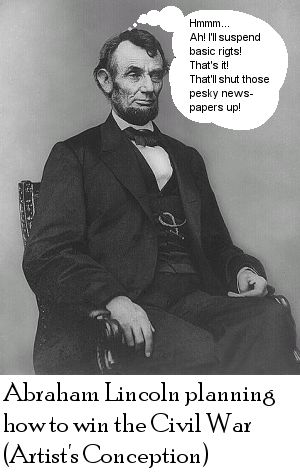 Hmmm...
Ah! I'll suspend
basic rigts!
That's it!
That'll shut those
pesky news-
papers up!
Abraham Lincoln planning
how to win the Civil War
(Artist's Conception)